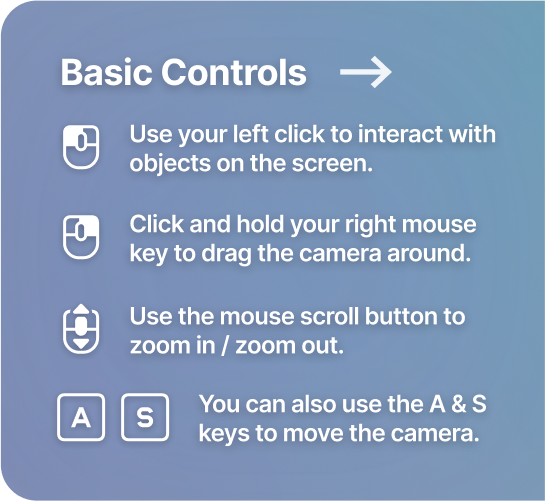 Basic Controls
Use your left click to interact with
objects on the screen.
Click and hold your right mouse
key to drag the camera around.
Use the mouse scroll button to
zoom in / zoom out.
A S
You can also use the A & S
keys to move the camera.